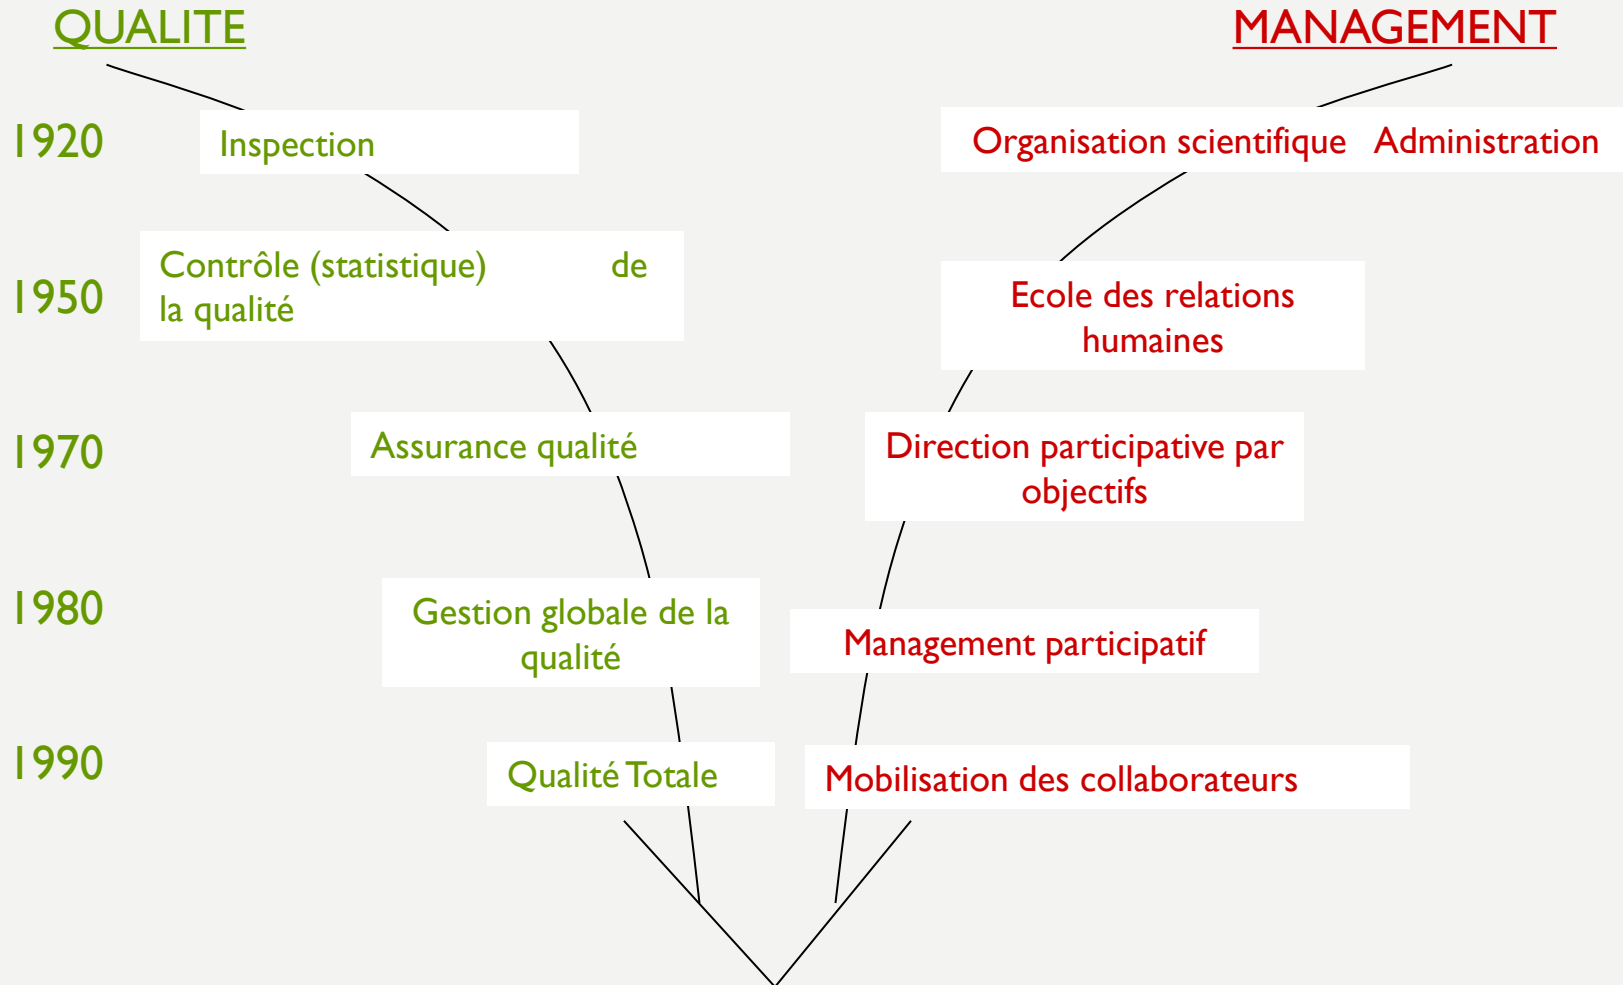 QUALITE
MANAGEMENT
1920
Inspection
Organisation scientifique Administration
1950
Contrôle (statistique) de
la qualité
Ecole des relations
humaines
1970
Assurance qualité
Direction participative par
objectifs
1980
Gestion globale de la
qualité
Management participatif
1990
Qualité Totale
Mobilisation des collaborateurs